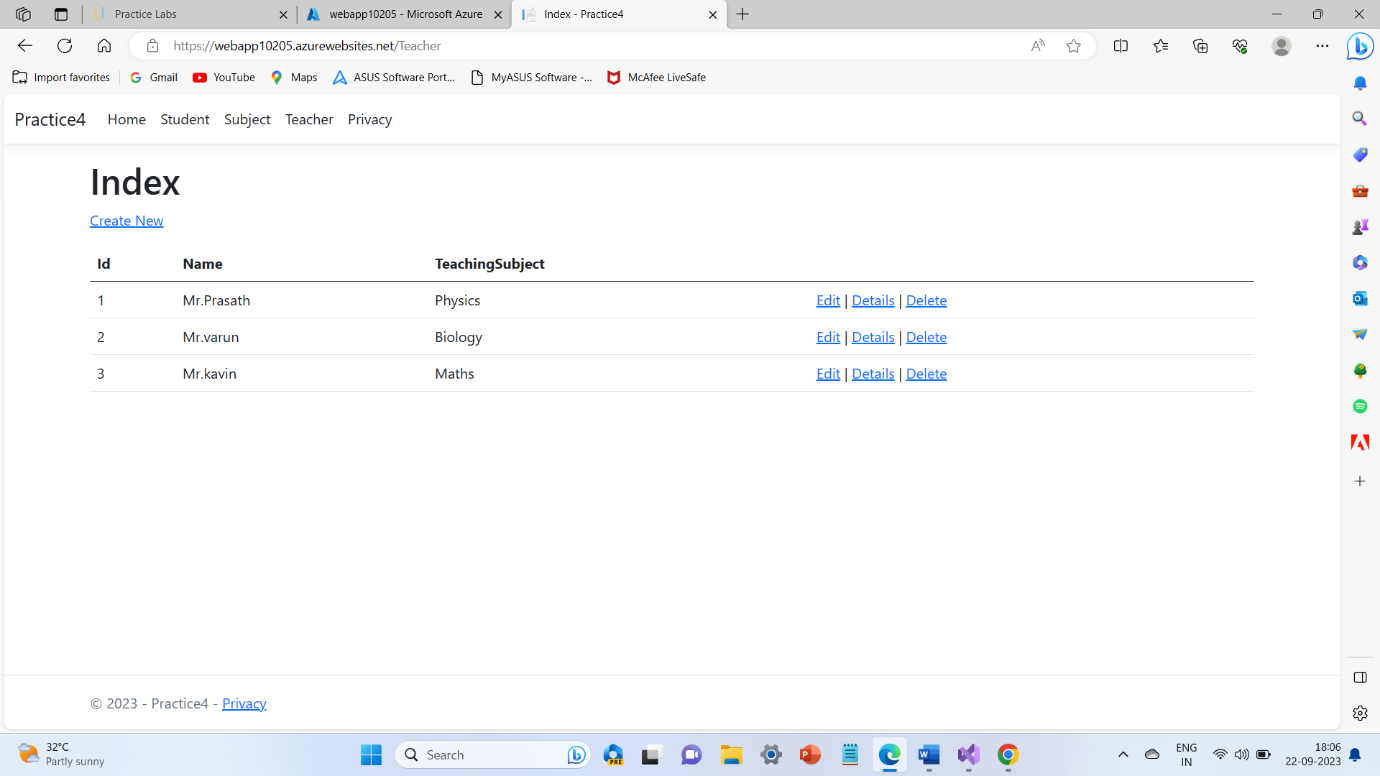 Practice Labs
webapp10205 - Microsoft Azure
Index - Practice4
https://webapp10205.azurewebsites.net/Teacher
Import favorites
Gmail
YouTube
Maps
ASUS Software Port...
MyASUS Software -...
McAfee LiveSafe
Practice4 Home Student Subject Teacher Privacy
Index
Create New
Id Name TeachingSubject
1 Mr.Prasath Physics Edit | Details | Delete
2 Mr.varun Biology Edit | Details | Delete
3 Mr.kavin Maths Edit | Details | Delete
© 2023 - Practice4 - Privacy
32°C
Partly sunny
Search
PRE
ENG
IN
18:06
22-09-2023